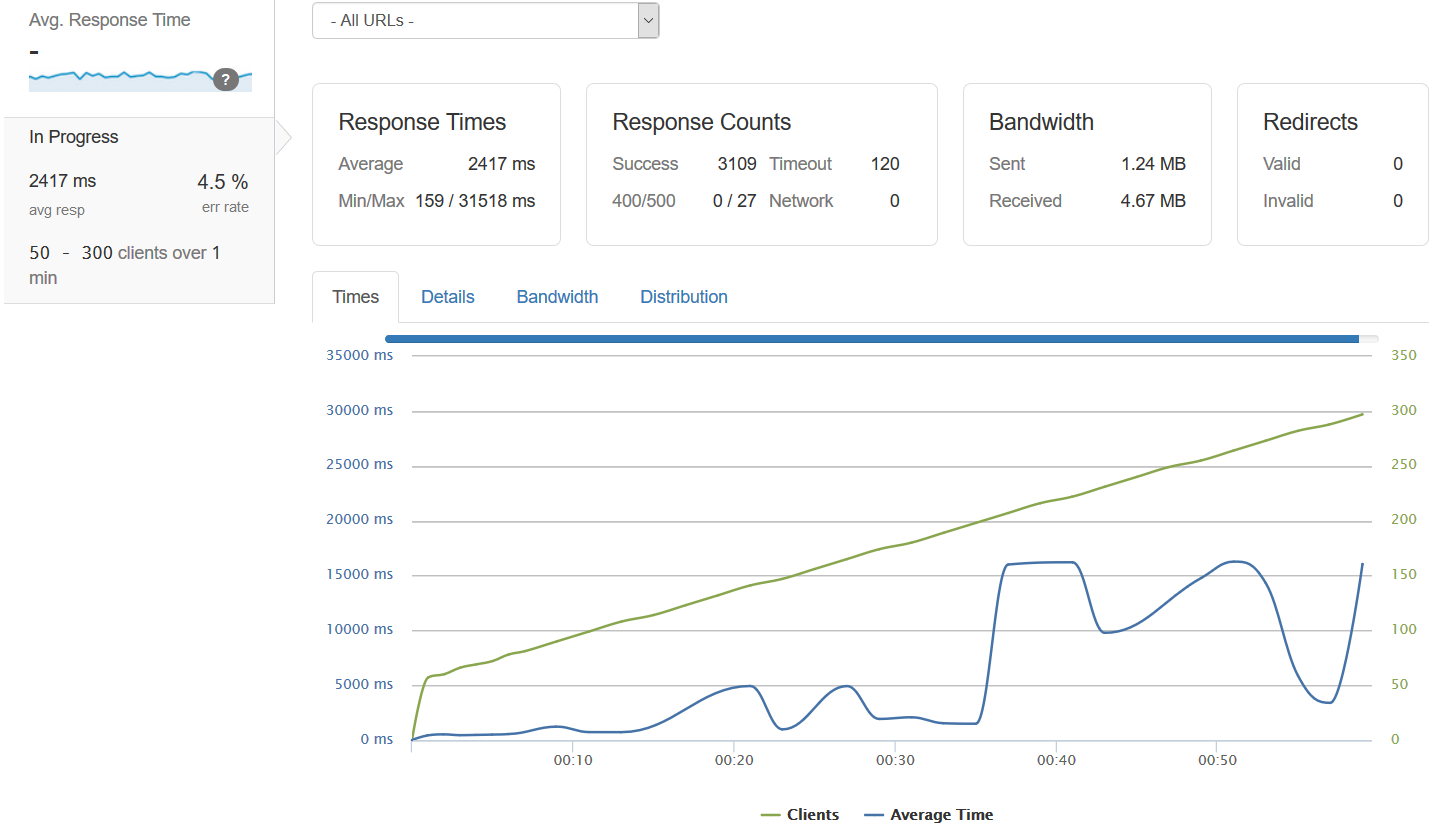 Avg. Response Time
-
?
In Progress
2417 ms 4.5 %
avg resp err rate
50 - 300 clients over 1
min
- All URLs -
Response Times
Average 2417 ms
Min/Max 159 / 31518 ms
Response Counts
Success 3109 Timeout 120
400/500 0 / 27 Network 0
Bandwidth
Sent 1.24 MB
Received 4.67 MB
Redirects
Valid 0
Invalid 0
Times Details Bandwidth Distribution
35000 ms 350
30000 ms 300
25000 ms 250
20000 ms 200
15000 ms 150
10000 ms 100
5000 ms 50
0 ms 0
00:10 00:20 00:30 00:40 00:50
Clients Average Time